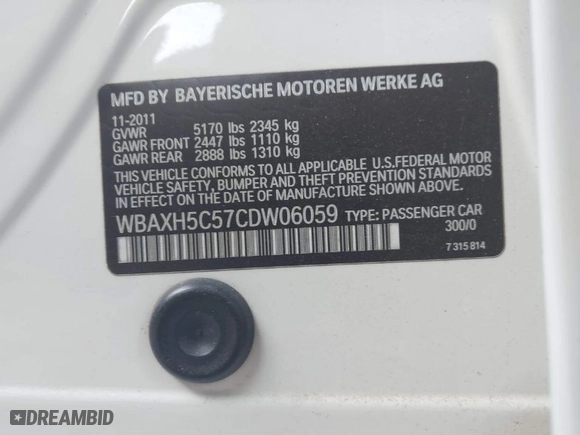 MFD BY BAYERISCHE MOTOREN WERKE AG
11-2011
GVWR 5170 lbs 2345 kg
GAWR FRONT 2447 lbs 1110 kg
GAWR REAR 2888 lbs 1310 kg
THIS VEHICLE CONFORMS TO ALL APPLICABLE U.S.FEDERAL MOTOR
VEHICLE SAFETY, BUMPER AND THEFT PREVENTION STANDARDS
IN EFFECT ON THE DATE OF MANUFACTURE SHOWN ABOVE.
WBAXH5C57CDW06059 TYPE: PASSENGER CAR
300/0
7 315 814
DREAMBID